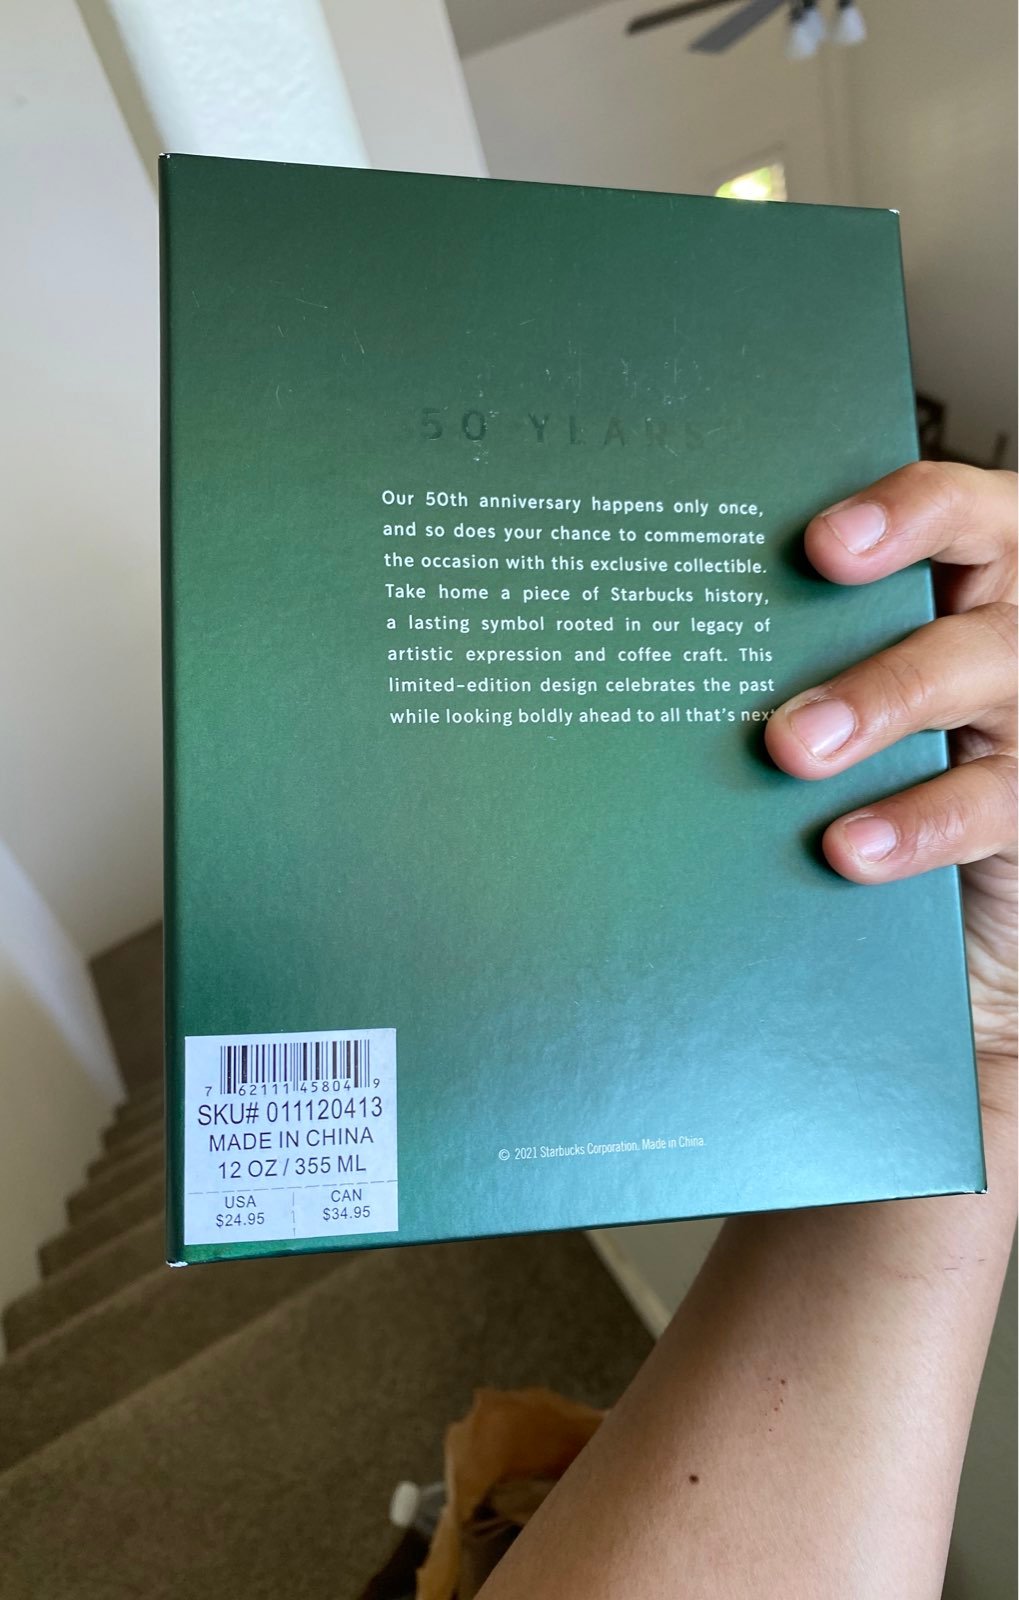 50 YEARS
Our 50th anniversary happens only once,
and so does your chance to commemorate
the occasion with this exclusive collectible.
Take home a piece of Starbucks history,
a lasting symbol rooted in our legacy of
artistic expression and coffee craft. This
limited-edition design celebrates the past
while looking boldly ahead to all that's next
7 62111 45804 9
SKU# 011120413
MADE IN CHINA
12 OZ / 355 ML
USA CAN
$24.95 $34.95
© 2021 Starbucks Corporation. Made in China.